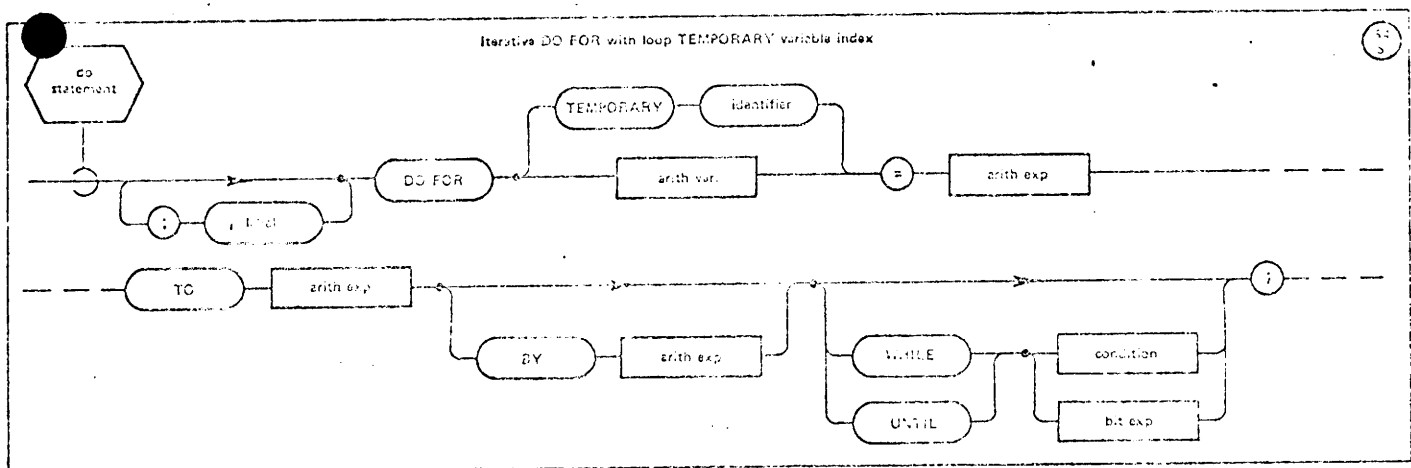 Iterative DO FOR with loop TEMPORARY variable index
do
statement
TEMPORARY
identifier
DO FOR
arith var.
=
arith exp
:
TO
arith exp
;
BY
arith exp
WHILE
condition
UNTIL
bit exp